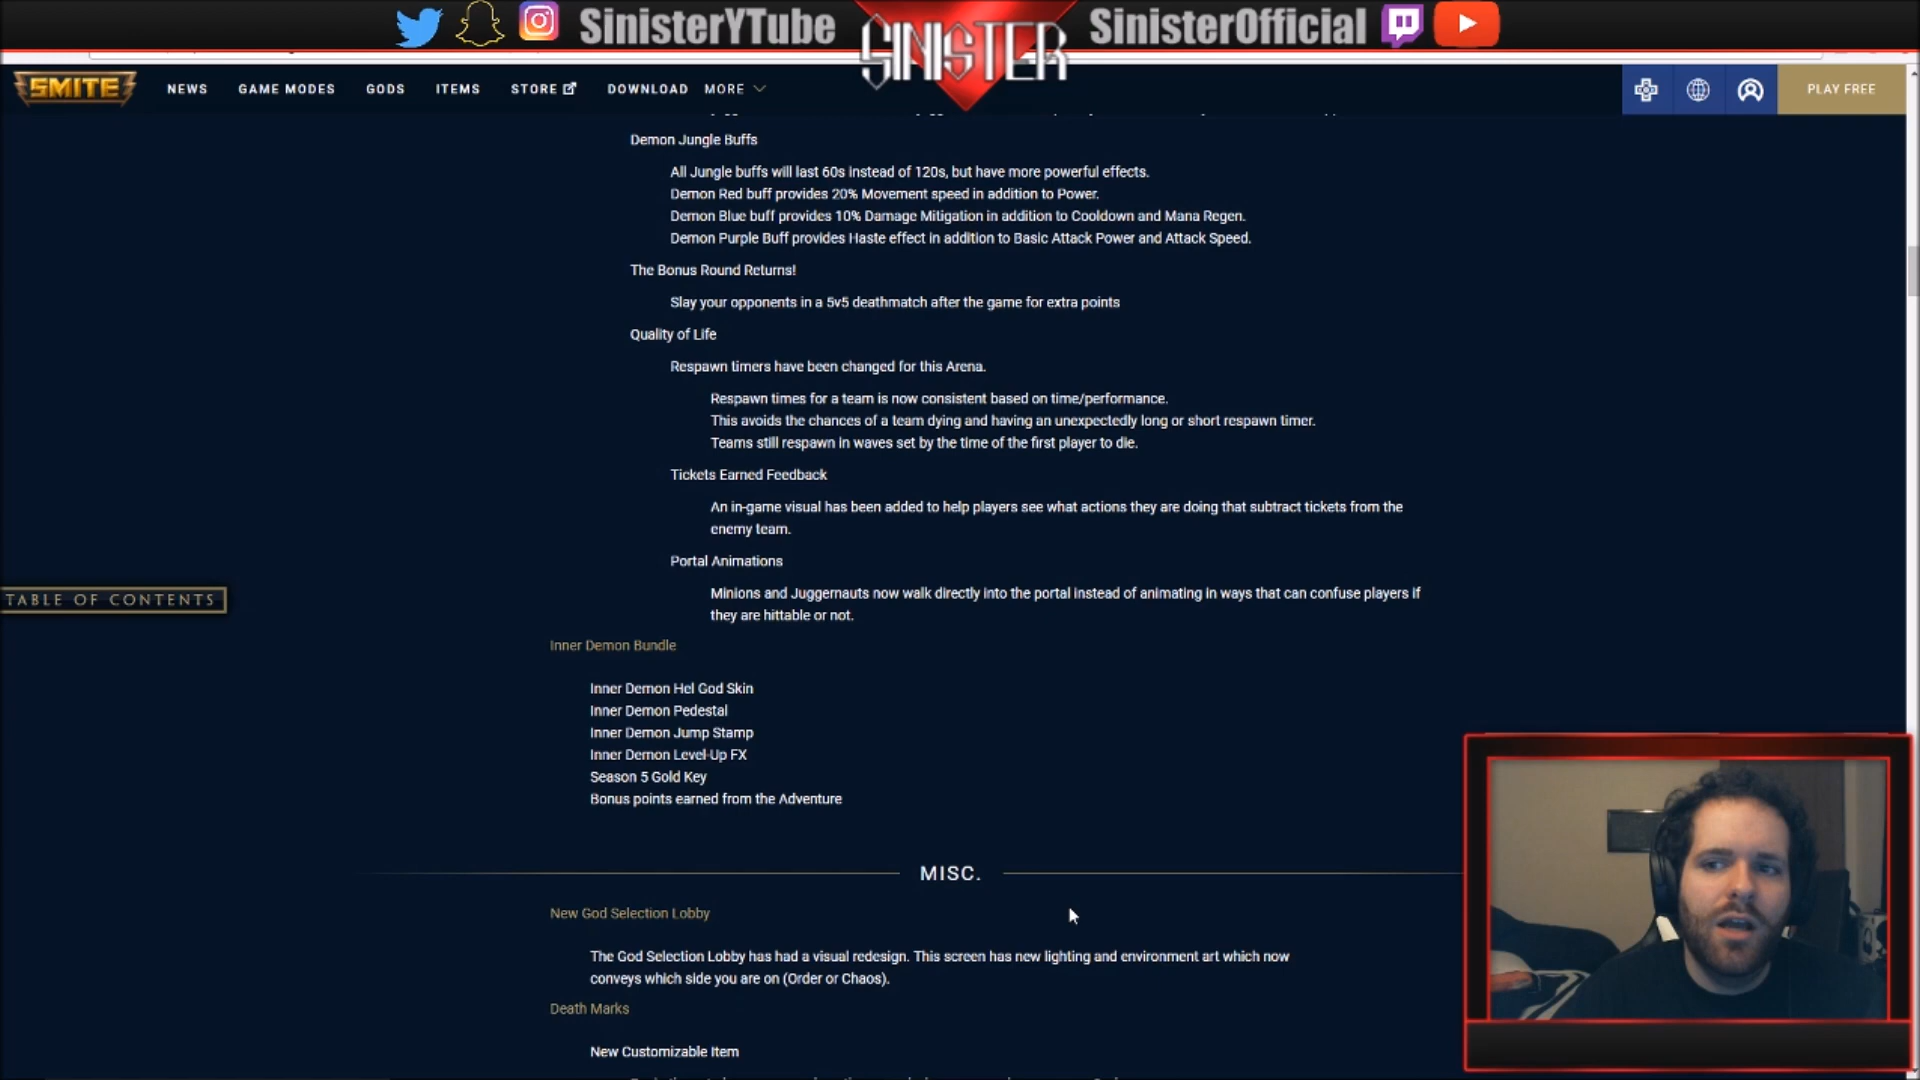 SinisterYTube
SINISTER
SinisterOfficial
SMITE
NEWS
GAME MODES
GODS
ITEMS
STORE
DOWNLOAD
MORE
PLAY FREE
Demon Jungle Buffs
All Jungle buffs will last 60s instead of 120s, but have more powerful effects.
Demon Red buff provides 20% Movement speed in addition to Power.
Demon Blue buff provides 10% Damage Mitigation in addition to Cooldown and Mana Regen.
Demon Purple Buff provides Haste effect in addition to Basic Attack Power and Attack Speed.
The Bonus Round Returns!
Slay your opponents in a 5v5 deathmatch after the game for extra points
Quality of Life
Respawn timers have been changed for this Arena.
Respawn times for a team is now consistent based on time/performance.
This avoids the chances of a team dying and having an unexpectedly long or short respawn timer.
Teams still respawn in waves set by the time of the first player to die.
Tickets Earned Feedback
An in-game visual has been added to help players see what actions they are doing that subtract tickets from the
enemy team.
Portal Animations
Minions and Juggernauts now walk directly into the portal instead of animating in ways that can confuse players if
they are hittable or not.
TABLE OF CONTENTS
Inner Demon Bundle
Inner Demon Hel God Skin
Inner Demon Pedestal
Inner Demon Jump Stamp
Inner Demon Level-Up FX
Season 5 Gold Key
Bonus points earned from the Adventure
MISC.
New God Selection Lobby
The God Selection Lobby has had a visual redesign. This screen has new lighting and environment art which now
conveys which side you are on (Order or Chaos).
Death Marks
New Customizable Item